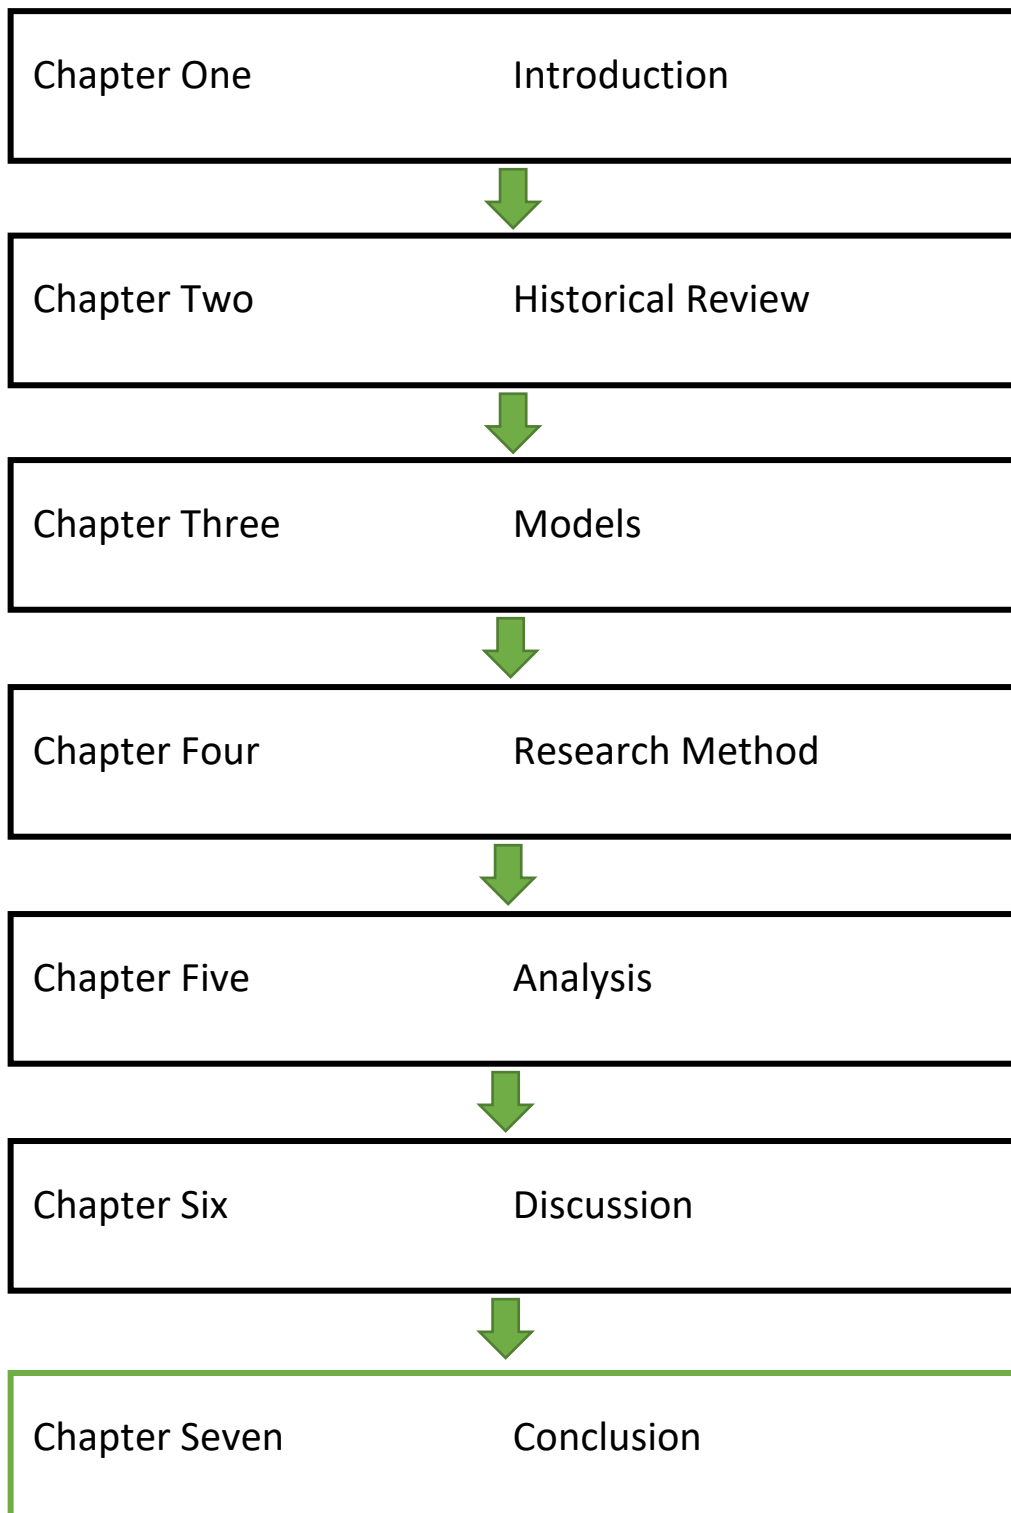 Chapter One Introduction
Chapter Two Historical Review
Chapter Three Models
Chapter Four Research Method
Chapter Five Analysis
Chapter Six Discussion
Chapter Seven Conclusion